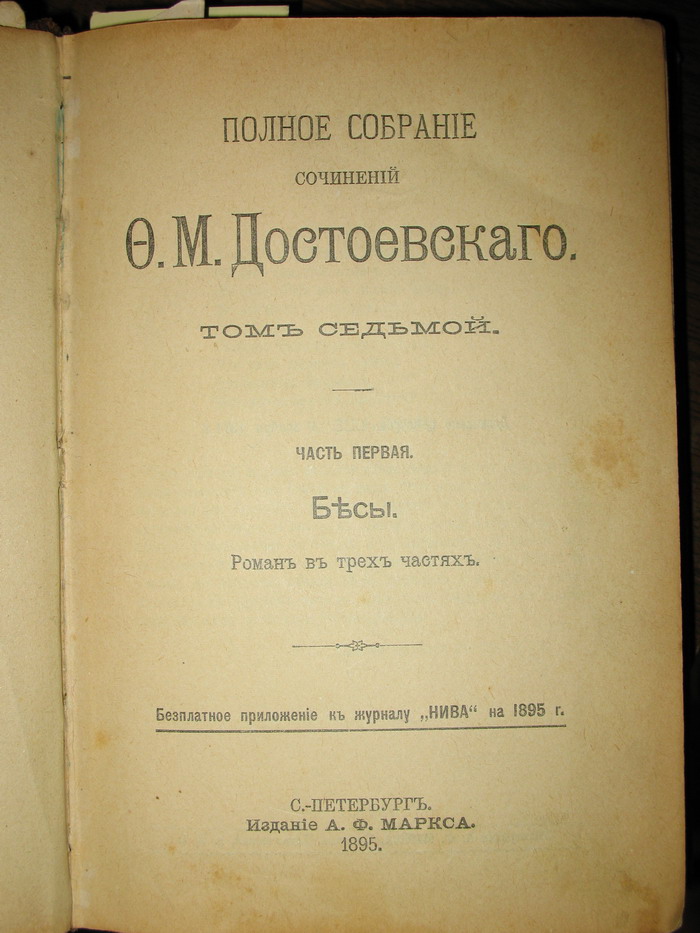 ПОЛНОЕ СОБРАНІЕ
СОЧИНЕНІЙ
Ѳ. М. Достоевскаго.
ТОМЪ СЕДЬМОЙ.
ЧАСТЬ ПЕРВАЯ.
Бѣсы.
Романъ въ трехъ частяхъ.
Безплатное приложеніе къ журналу „НИВА“ на 1895 г.
С.-ПЕТЕРБУРГЪ.
Изданіе А. Ф. МАРКСА.
1895.